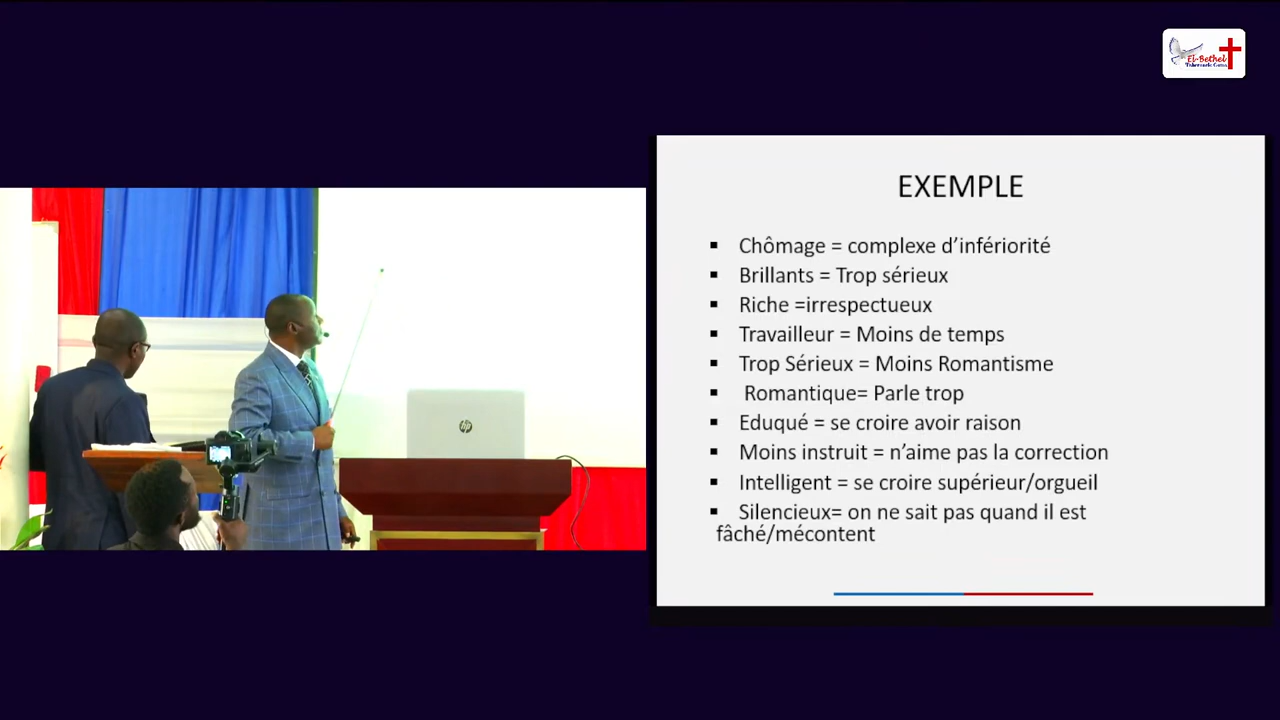 El-Bethel
EXEMPLE
▪ Chômage = complexe d’infériorité
▪ Brillants = Trop sérieux
▪ Riche =irrespectueux
▪ Travailleur = Moins de temps
▪ Trop Sérieux = Moins Romantisme
▪ Romantique= Parle trop
▪ Eduqué = se croire avoir raison
▪ Moins instruit = n’aime pas la correction
▪ Intelligent = se croire supérieur/orgueil
▪ Silencieux= on ne sait pas quand il est
fâché/mécontent
hp